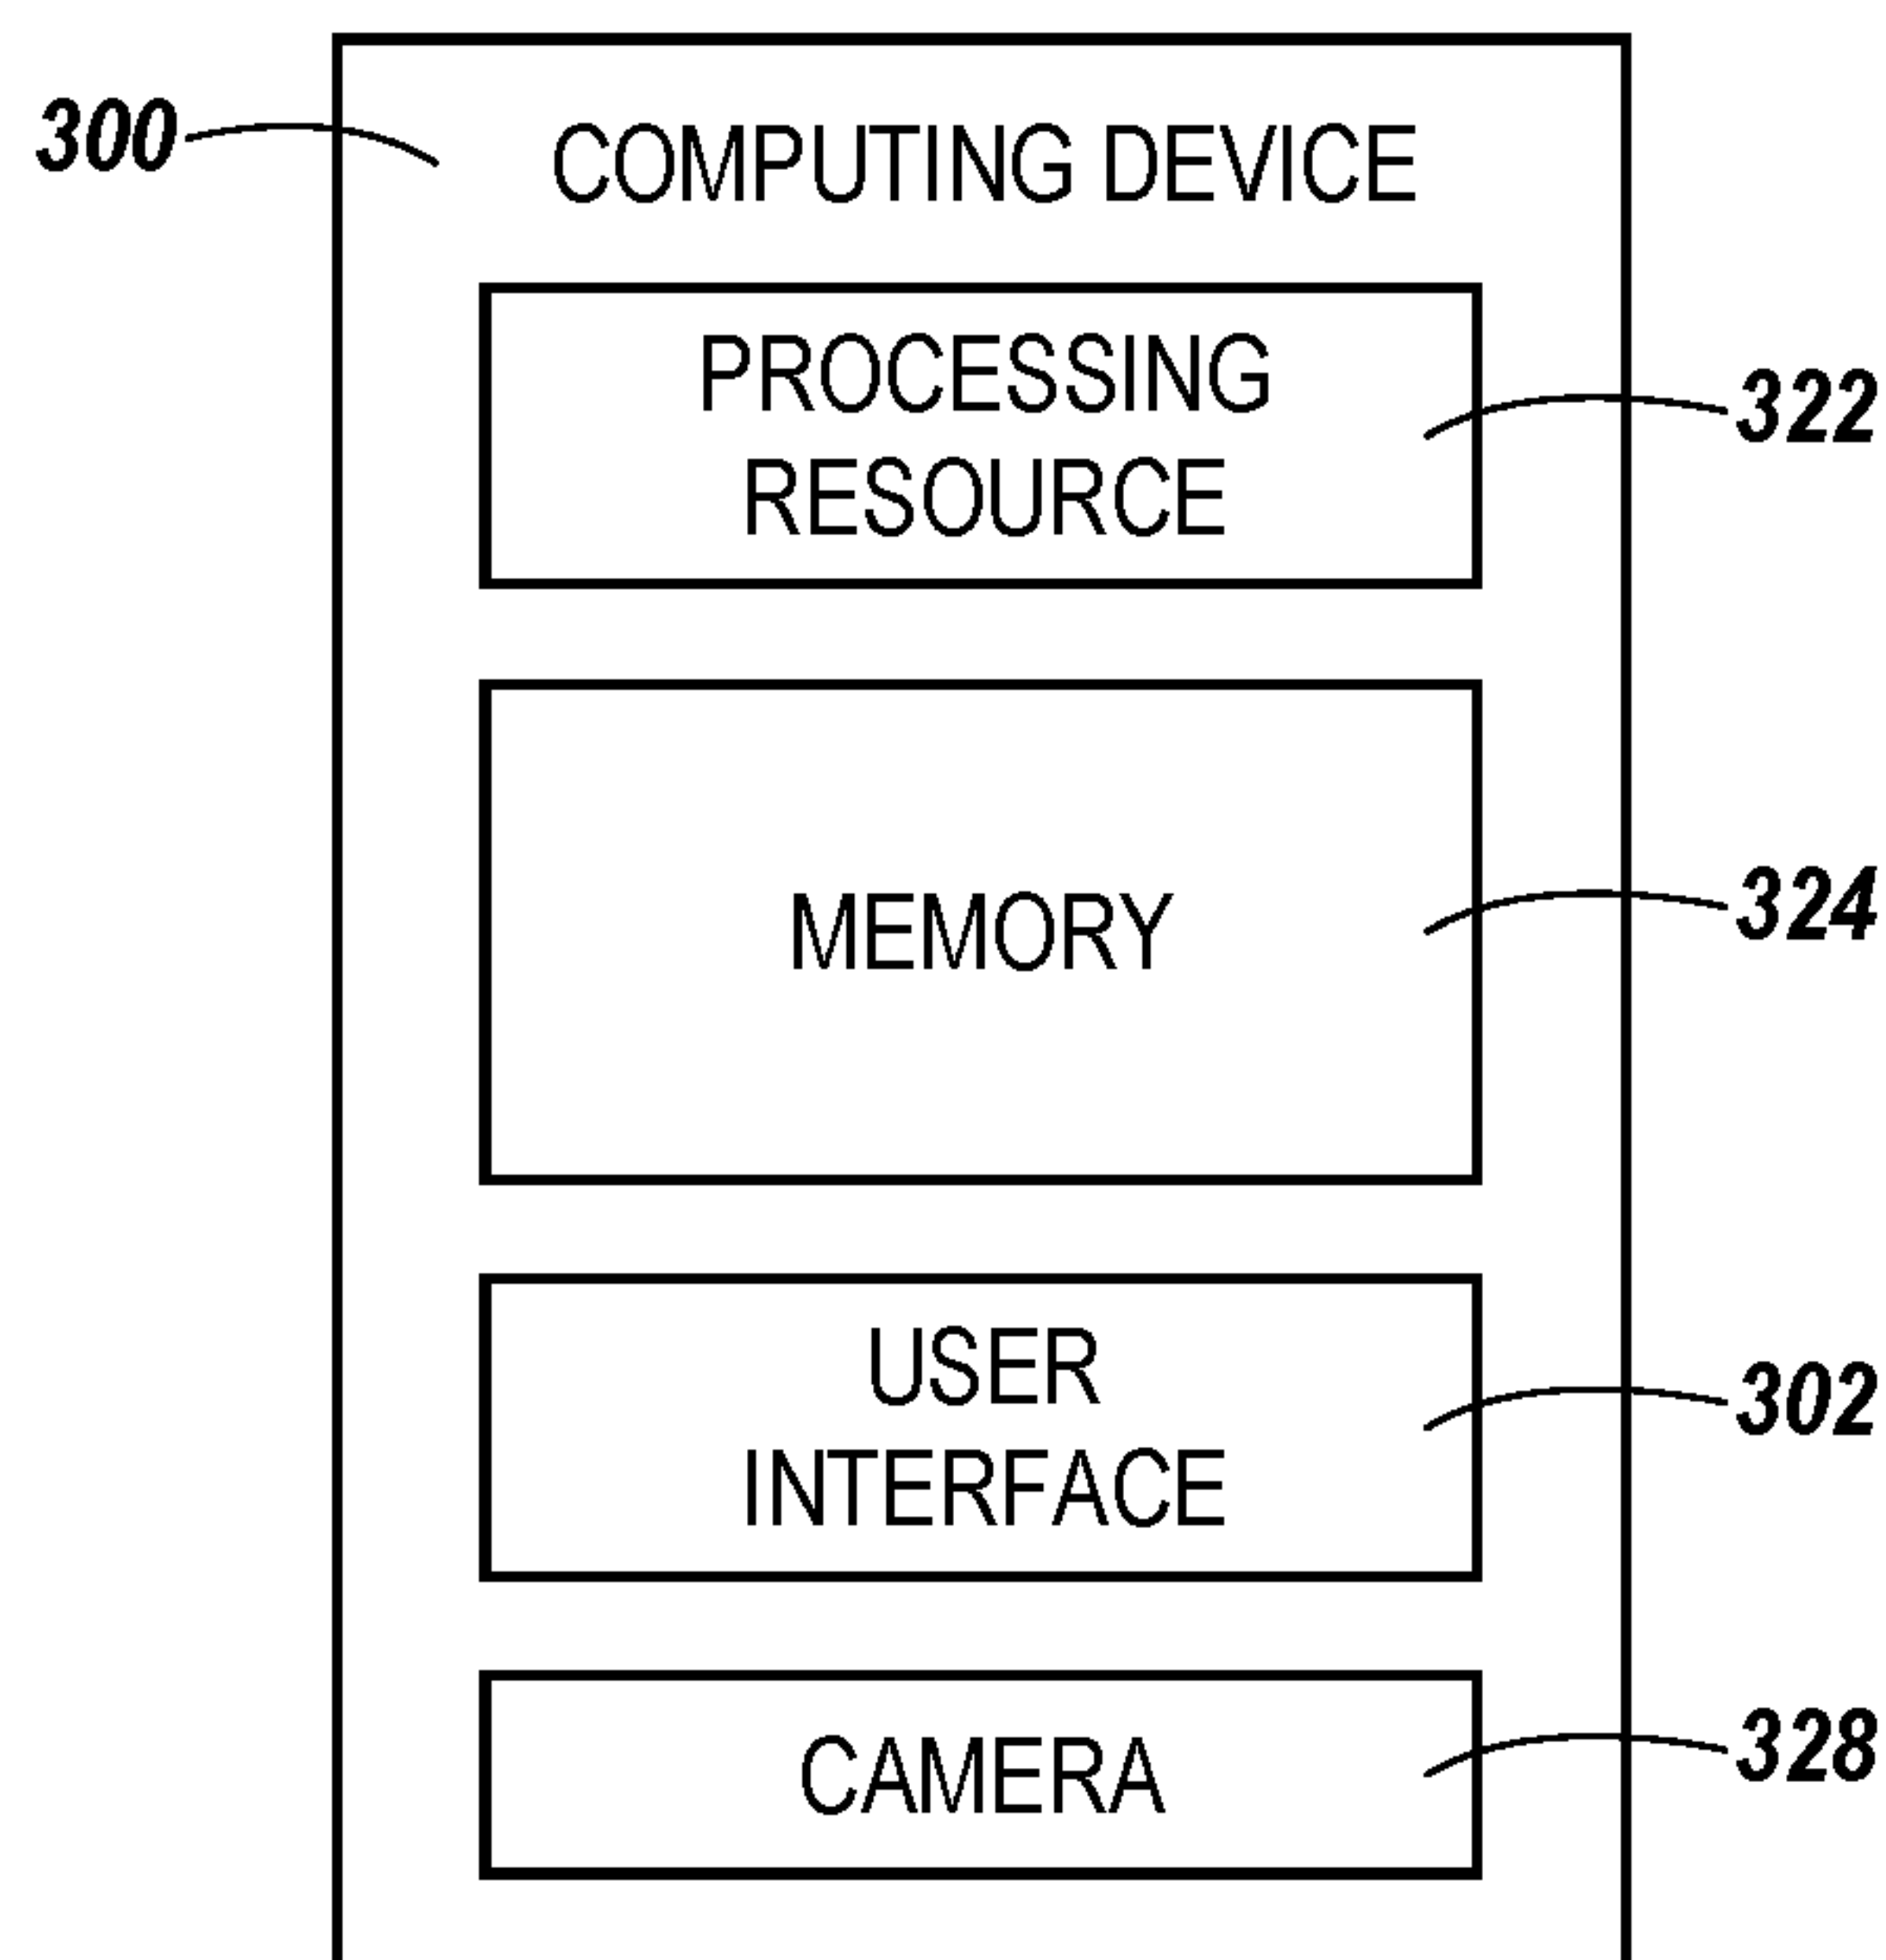 300
COMPUTING DEVICE
PROCESSING
RESOURCE
322
MEMORY
324
USER
INTERFACE
302
CAMERA
328